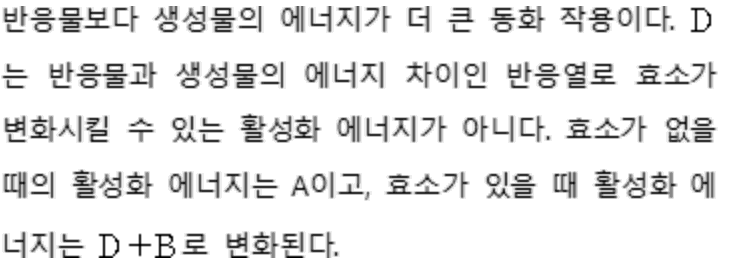 반응물보다 생성물의 에너지가 더 큰 동화 작용이다. D
는 반응물과 생성물의 에너지 차이인 반응열로 효소가
변화시킬 수 있는 활성화 에너지가 아니다. 효소가 없을
때의 활성화 에너지는 A이고, 효소가 있을 때 활성화 에
너지는 D+B로 변화된다.